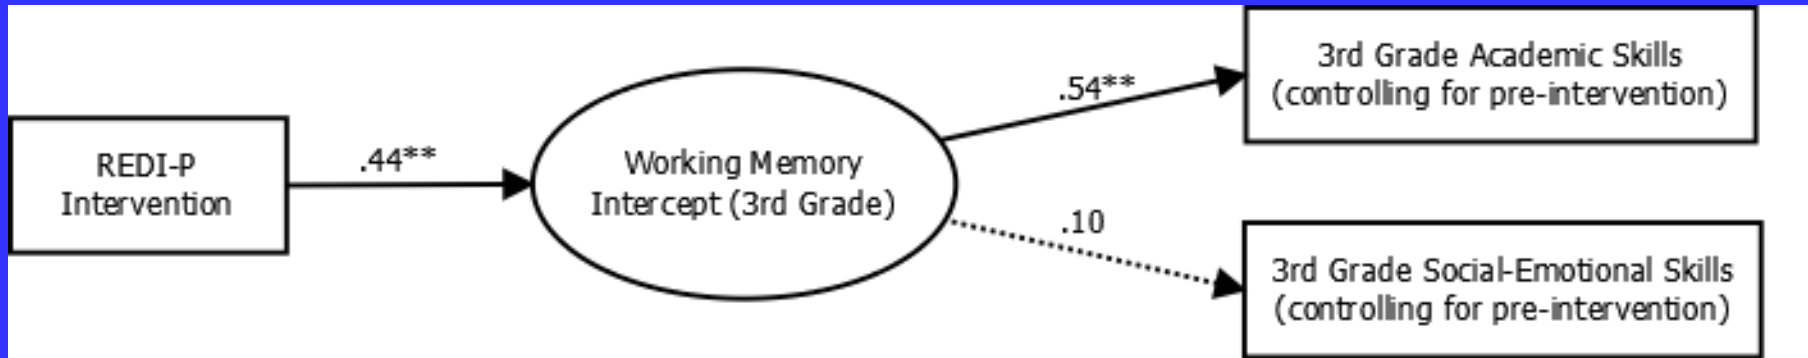 REDI-P
Intervention
.44**
Working Memory
Intercept (3rd Grade)
.54**
3rd Grade Academic Skills
(controlling for pre-intervention)
.10
3rd Grade Social-Emotional Skills
(controlling for pre-intervention)